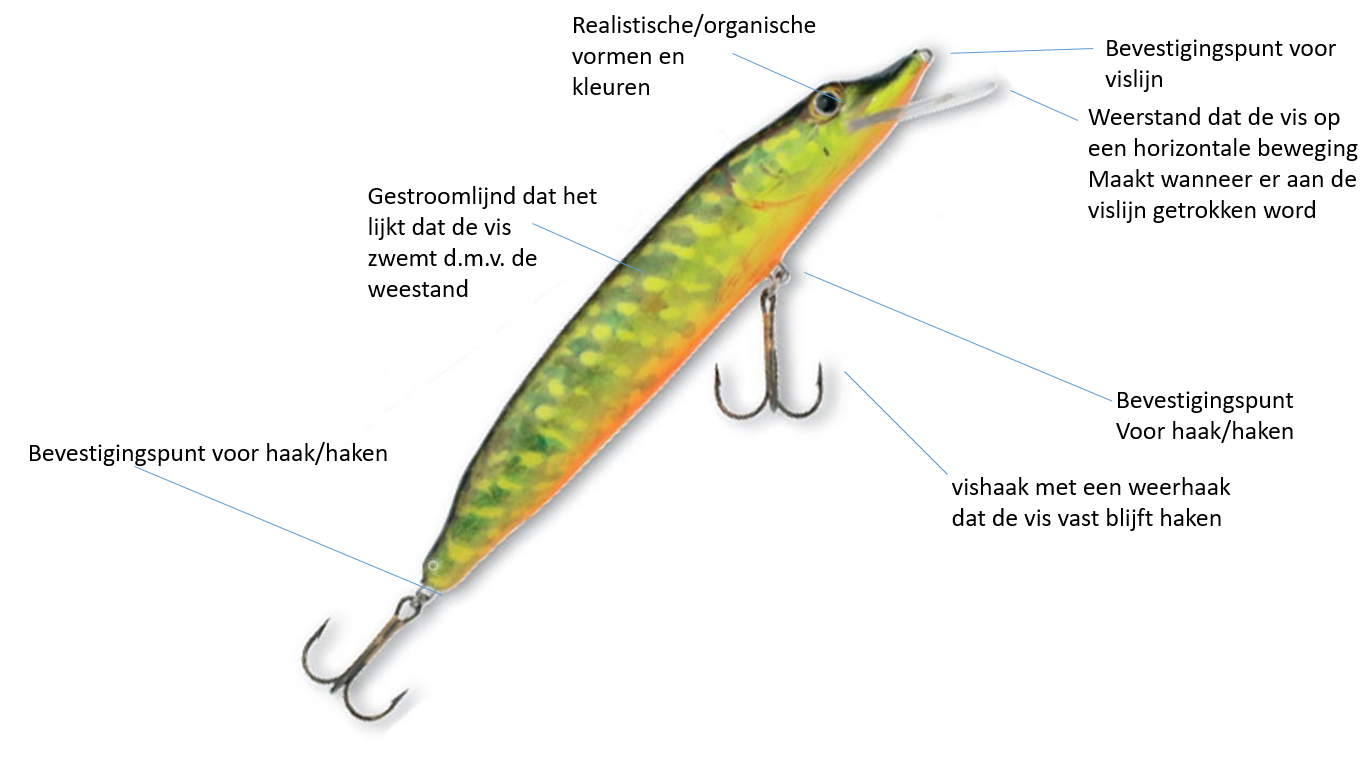 Realistische/organische
vormen en
kleuren
Bevestigingspunt voor
vislijn
Weerstand dat de vis op
een horizontale beweging
Maakt wanneer er aan de
vislijn getrokken word
Gestroomlijnd dat het
lijkt dat de vis
zwemt d.m.v. de
weestand
Bevestigingspunt
Voor haak/haken
Bevestigingspunt voor haak/haken
vishaak met een weerhaak
dat de vis vast blijft haken